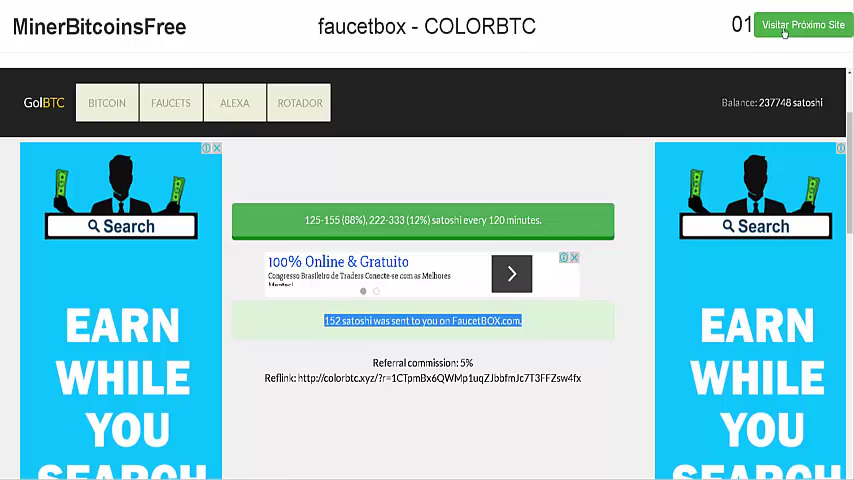 MinerBitcoinsFree
faucetbox - COLORBTC
01
Visitar Próximo Site
GolBTC
BITCOIN
FAUCETS
ALEXA
ROTADOR
Balance: 237748 satoshi
Search
EARN
WHILE
YOU
SEARCH
125-155 (88%), 222-333 (12%) satoshi every 120 minutes.
100% Online & Gratuito
Congresso Brasileiro de Traders Conecte-se com as Melhores
152 satoshi was sent to you on FaucetBOX.com.
Referral commission: 5%
Reflink: http://colorbtc.xyz/?r=1CTpmBx6QWMp1uqZJbbfmJc7T3FFZsw4fx
Search
EARN
WHILE
YOU
SEARCH